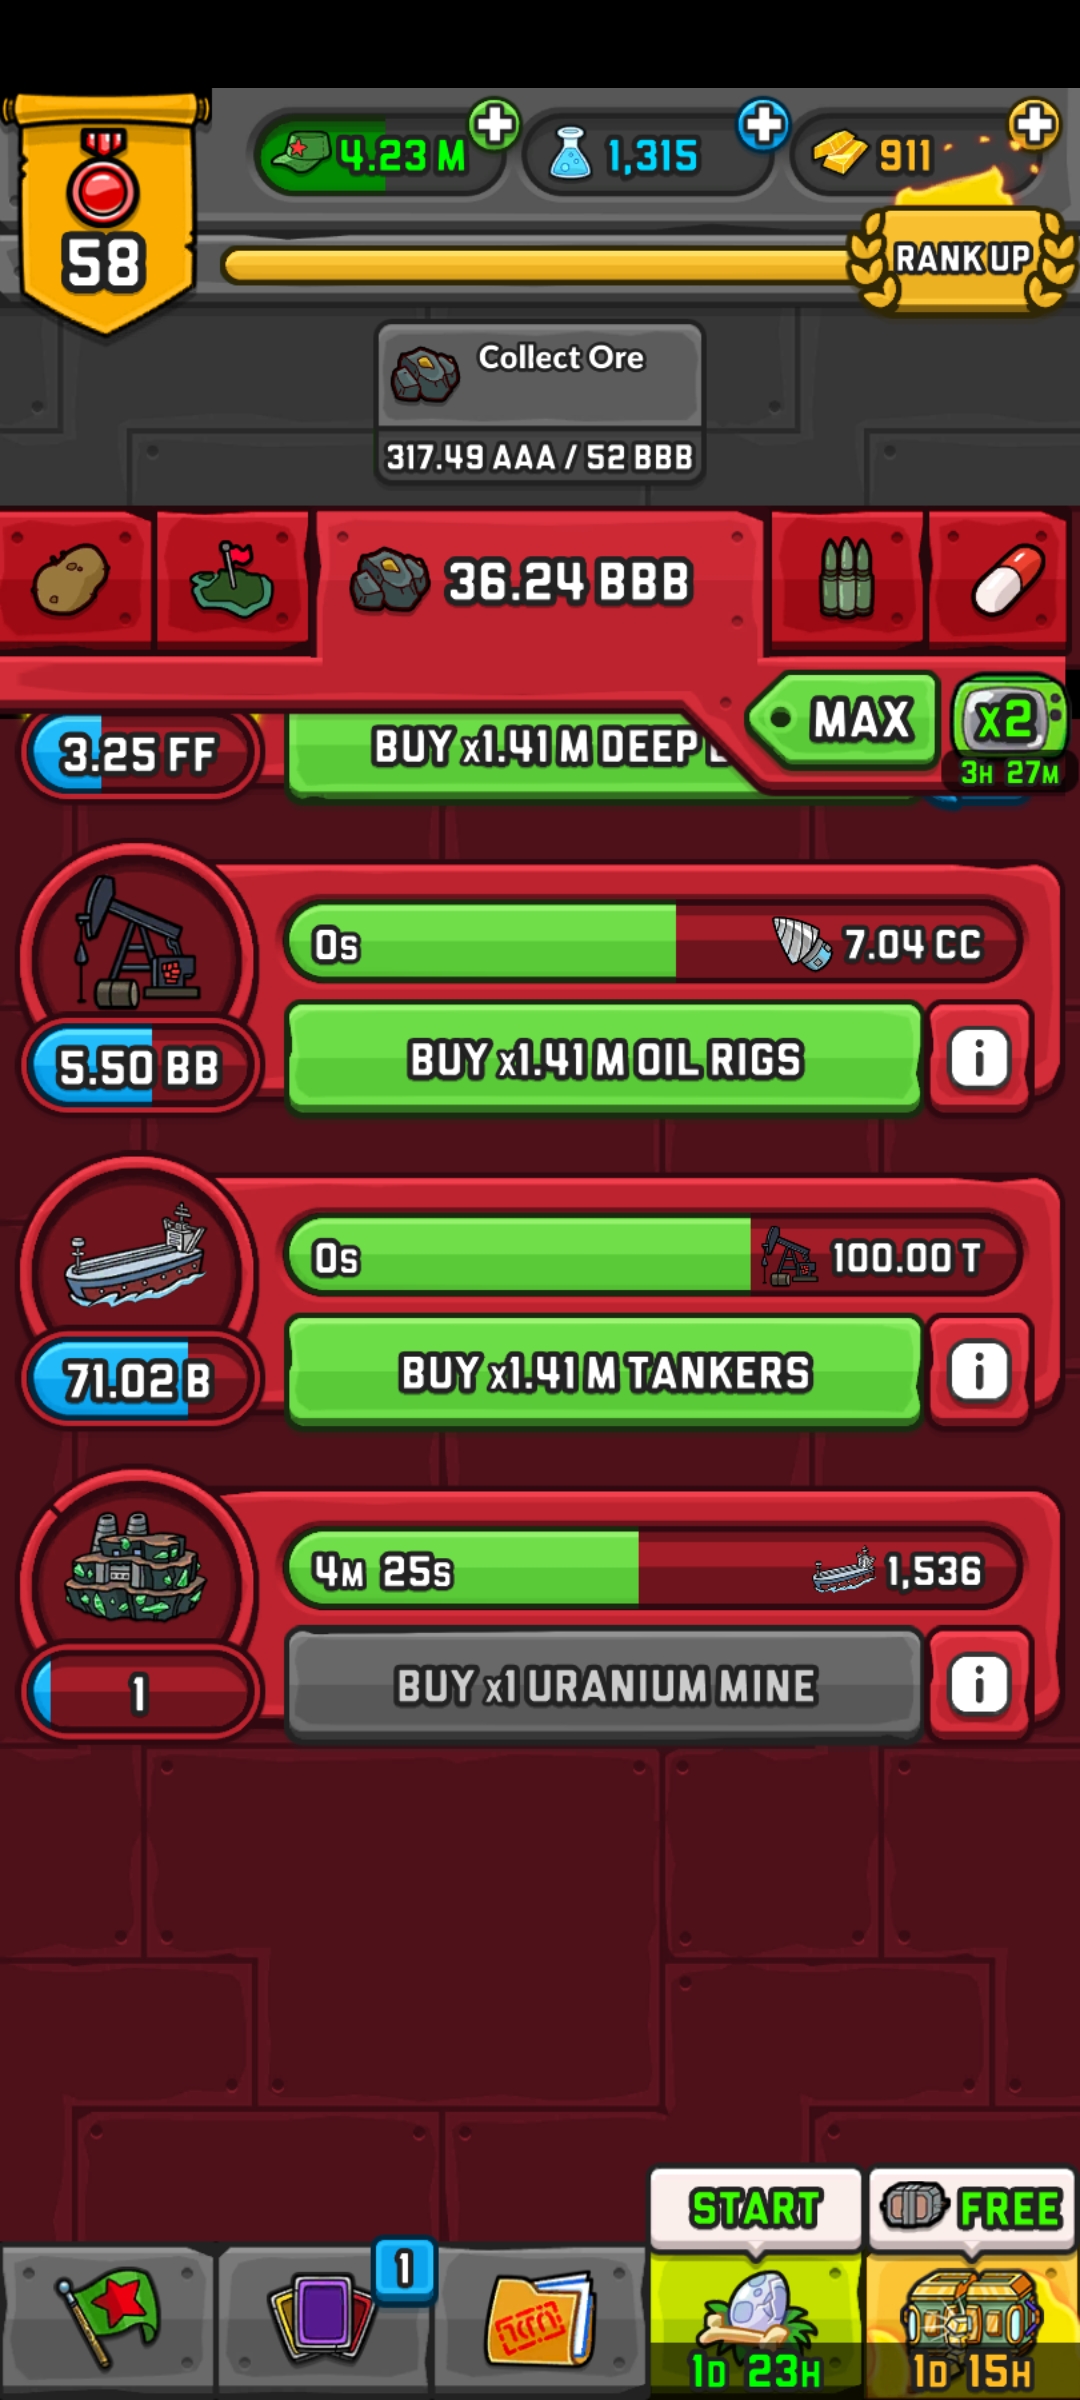 4.23 M
1,315
911
58
RANK UP
Collect Ore
317.49 AAA / 52 BBB
36.24 BBB
MAX
x2
3H 27M
3.25 FF
BUY x1.41 M DEEP
0s
7.04 CC
5.50 BB
BUY x1.41 M OIL RIGS
i
0s
100.00 T
71.02 B
BUY x1.41 M TANKERS
i
4M 25s
1,536
1
BUY x1 URANIUM MINE
i
START
FREE
1
1D 23H
1D 15H